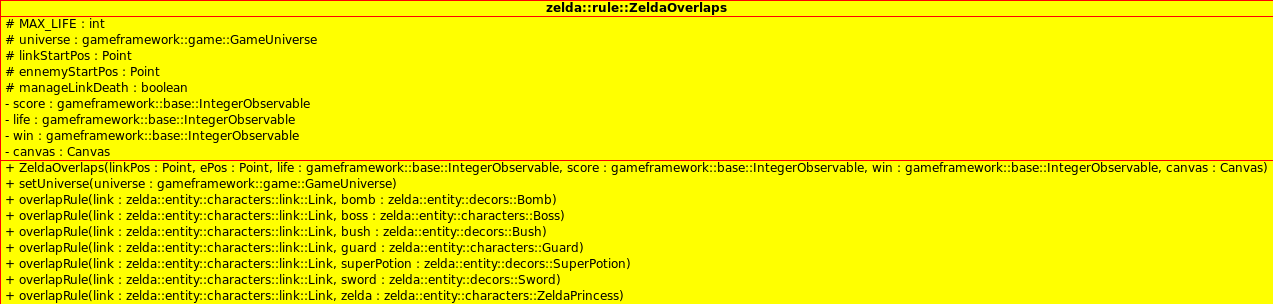 zelda::rule::ZeldaOverlaps
# MAX_LIFE : int
# universe : gameframework::game::GameUniverse
# linkStartPos : Point
# ennemyStartPos : Point
# manageLinkDeath : boolean
- score : gameframework::base::IntegerObservable
- life : gameframework::base::IntegerObservable
- win : gameframework::base::IntegerObservable
- canvas : Canvas
+ ZeldaOverlaps(linkPos : Point, ePos : Point, life : gameframework::base::IntegerObservable, score : gameframework::base::IntegerObservable, win : gameframework::base::IntegerObservable, canvas : Canvas)
+ setUniverse(universe : gameframework::game::GameUniverse)
+ overlapRule(link : zelda::entity::characters::link::Link, bomb : zelda::entity::decors::Bomb)
+ overlapRule(link : zelda::entity::characters::link::Link, boss : zelda::entity::characters::Boss)
+ overlapRule(link : zelda::entity::characters::link::Link, bush : zelda::entity::decors::Bush)
+ overlapRule(link : zelda::entity::characters::link::Link, guard : zelda::entity::characters::Guard)
+ overlapRule(link : zelda::entity::characters::link::Link, superPotion : zelda::entity::decors::SuperPotion)
+ overlapRule(link : zelda::entity::characters::link::Link, sword : zelda::entity::decors::Sword)
+ overlapRule(link : zelda::entity::characters::link::Link, zelda : zelda::entity::characters::ZeldaPrincess)